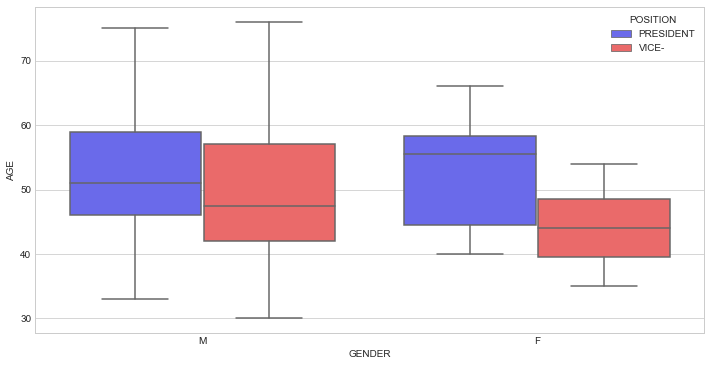 POSITION
PRESIDENT
VICE-
70
60
50
40
30
AGE
M
F
GENDER